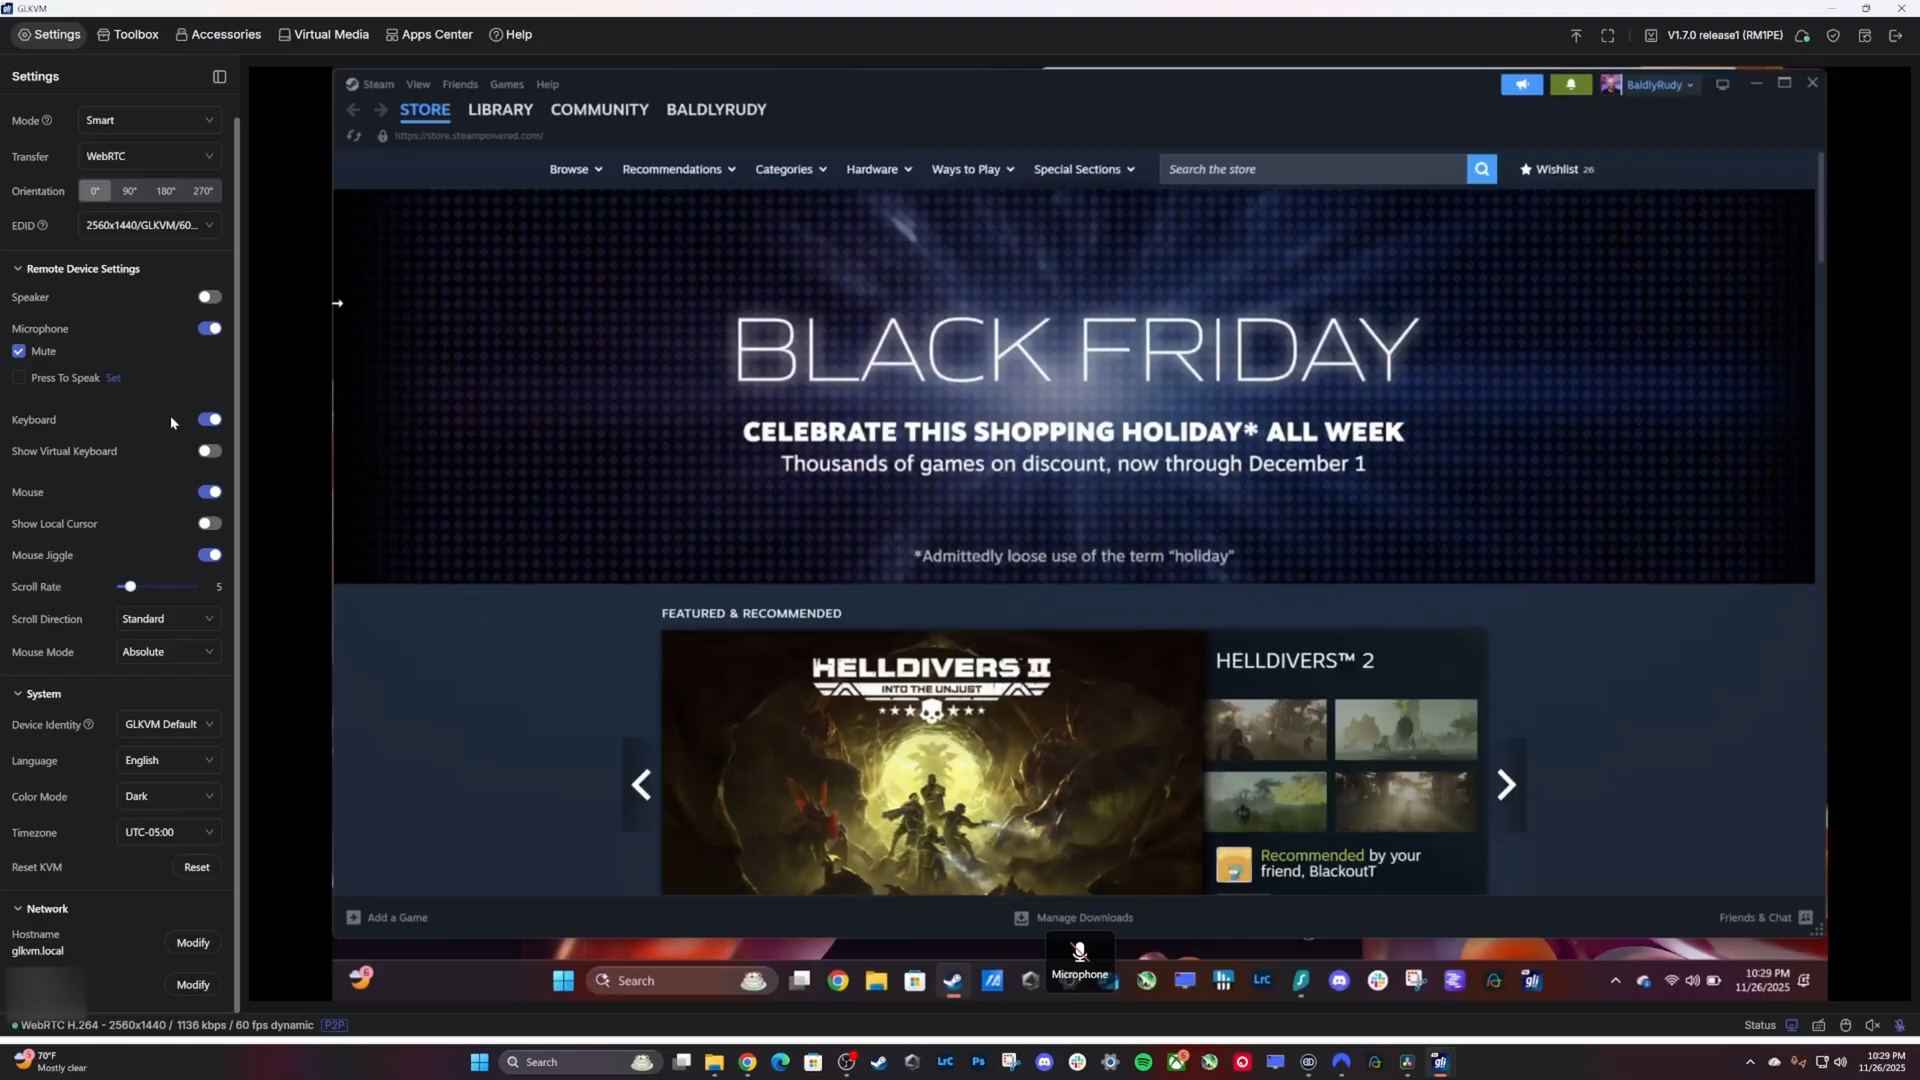 GLKVM
Settings Toolbox Accessories Virtual Media Apps Center Help
V1.7.0 release1 (RM1PE)
Settings
Mode Smart
Transfer WebRTC
Orientation 0° 90° 180° 270°
EDID 2560x1440/GLKVM/60...
Remote Device Settings
Speaker
Microphone
Mute
Press To Speak Set
Keyboard
Show Virtual Keyboard
Mouse
Show Local Cursor
Mouse Jiggle
Scroll Rate 5
Scroll Direction Standard
Mouse Mode Absolute
System
Device Identity GLKVM Default
Language English
Color Mode Dark
Timezone UTC-05:00
Reset KVM Reset
Network
Hostname
glkvm.local
Modify
Modify
Steam View Friends Games Help
BaldlyRudy
STORE LIBRARY COMMUNITY BALDLYRUDY
https://store.steampowered.com/
Browse Recommendations Categories Hardware Ways to Play Special Sections Search the store Wishlist 26
BLACK FRIDAY
CELEBRATE THIS SHOPPING HOLIDAY* ALL WEEK
Thousands of games on discount, now through December 1
*Admittedly loose use of the term "holiday"
FEATURED & RECOMMENDED
HELLDIVERS II
INTO THE UNJUST
HELLDIVERS™ 2
Recommended by your
friend, BlackoutT
Add a Game Manage Downloads Friends & Chat
Microphone
6
Search
LrC
gli
10:29 PM
11/26/2025
WebRTC H.264 - 2560x1440 / 1136 kbps / 60 fps dynamic P2P
Status
70°F
Mostly clear
Search
LrC
Ps
gli
10:29 PM
11/26/2025